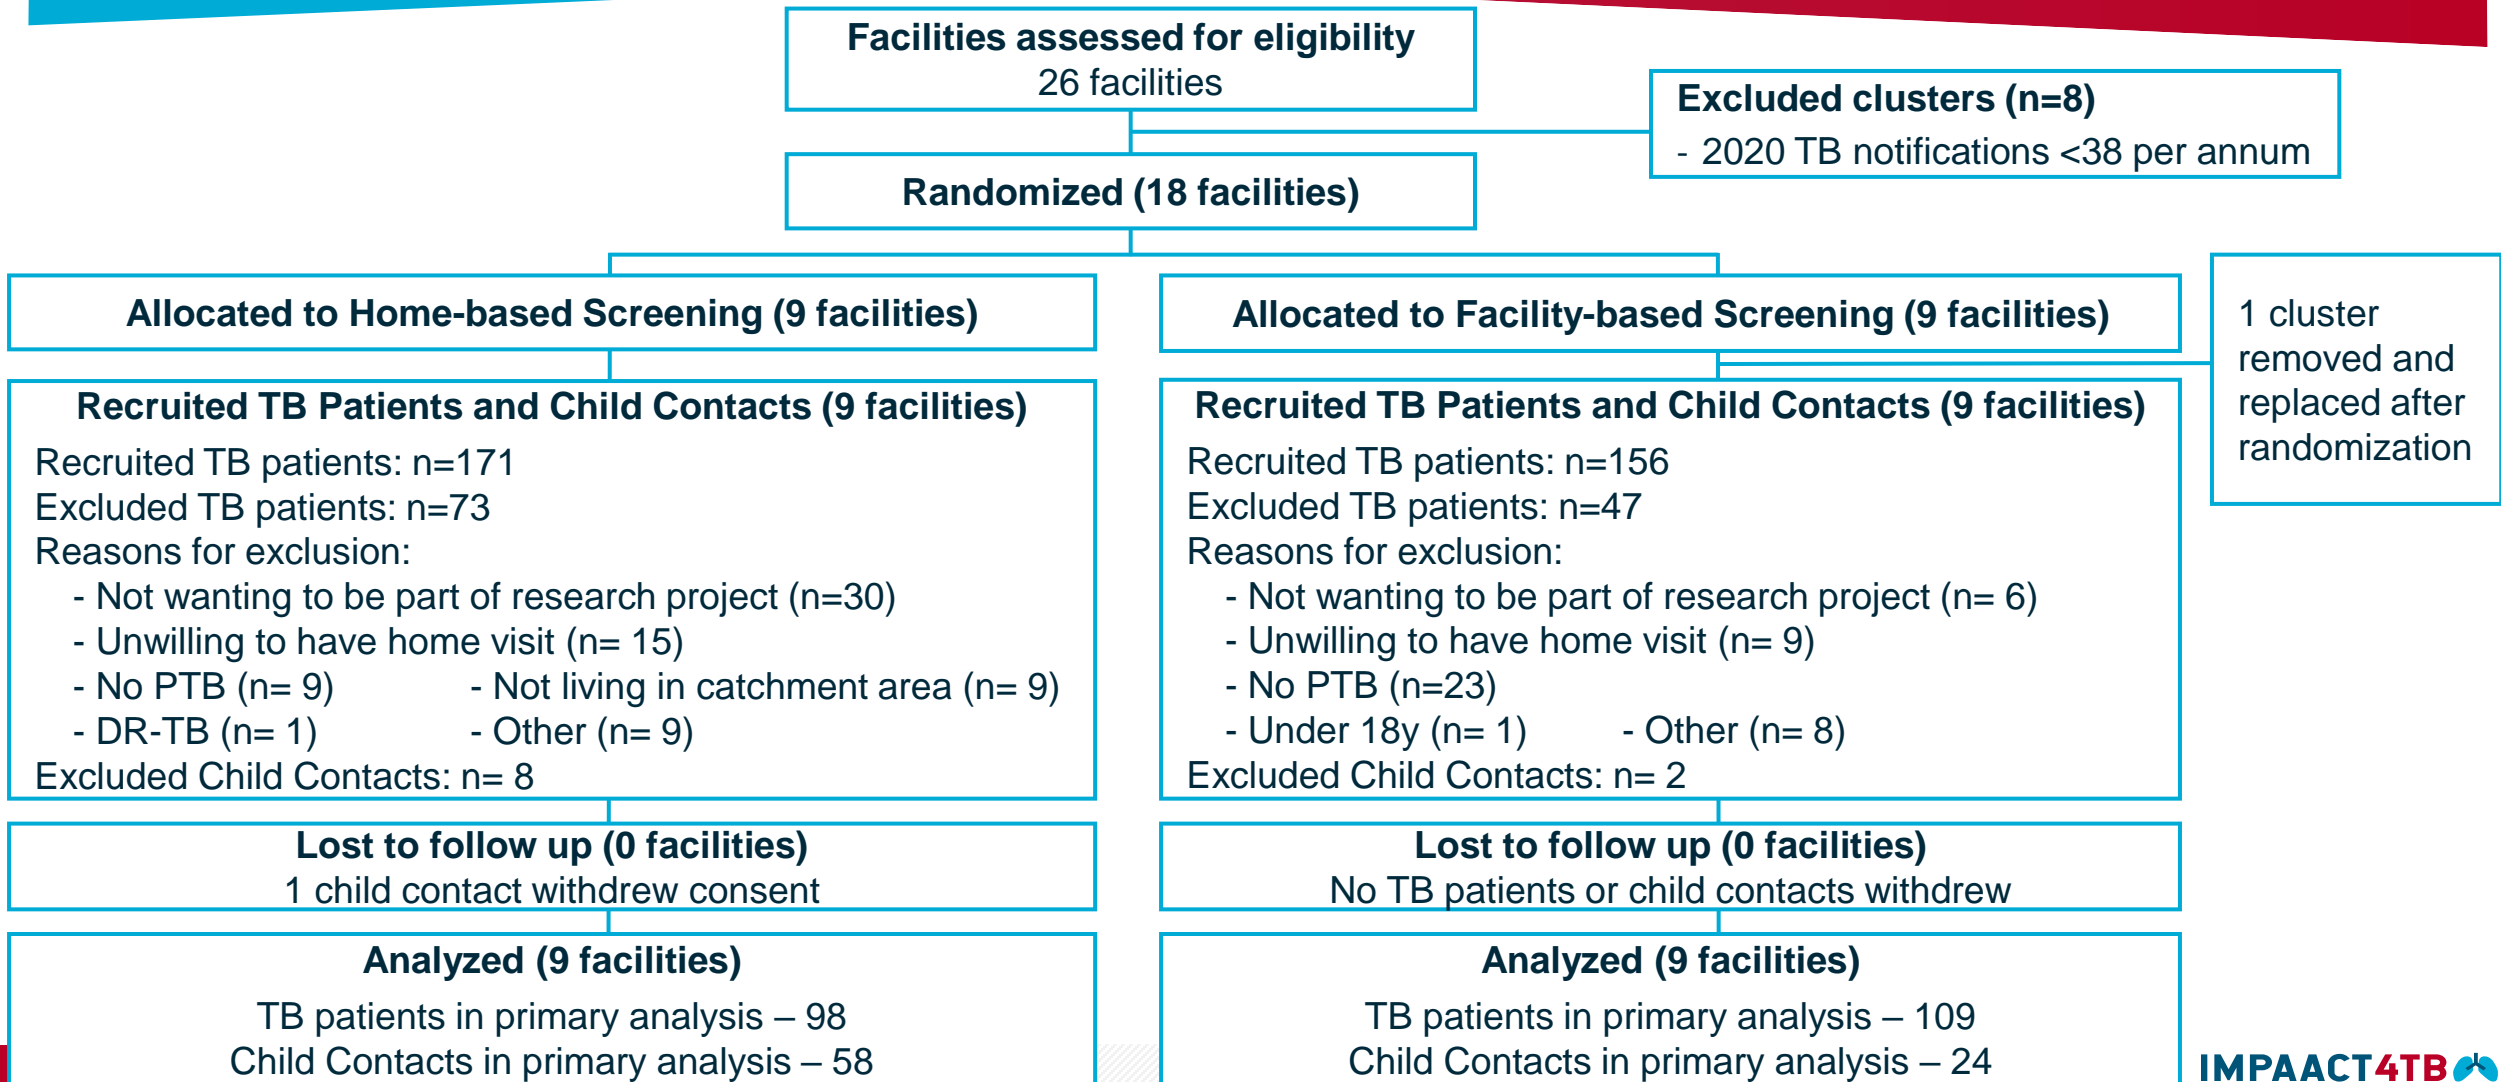 Facilities assessed for eligibility
26 facilities
Excluded clusters (n=8)
- 2020 TB notifications <38 per annum
Randomized (18 facilities)
Allocated to Home-based Screening (9 facilities)
Allocated to Facility-based Screening (9 facilities)
1 cluster
removed and
replaced after
randomization
Recruited TB Patients and Child Contacts (9 facilities)
Recruited TB patients: n=171
Excluded TB patients: n=73
Reasons for exclusion:
- Not wanting to be part of research project (n=30)
- Unwilling to have home visit (n= 15)
- No PTB (n= 9) - Not living in catchment area (n= 9)
- DR-TB (n= 1) - Other (n= 9)
Excluded Child Contacts: n= 8
Recruited TB Patients and Child Contacts (9 facilities)
Recruited TB patients: n=156
Excluded TB patients: n=47
Reasons for exclusion:
- Not wanting to be part of research project (n= 6)
- Unwilling to have home visit (n= 9)
- No PTB (n=23)
- Under 18y (n= 1) - Other (n= 8)
Excluded Child Contacts: n= 2
Lost to follow up (0 facilities)
1 child contact withdrew consent
Lost to follow up (0 facilities)
No TB patients or child contacts withdrew
Analyzed (9 facilities)
TB patients in primary analysis – 98
Child Contacts in primary analysis – 58
Analyzed (9 facilities)
TB patients in primary analysis – 109
Child Contacts in primary analysis – 24
IMPAACT4TB